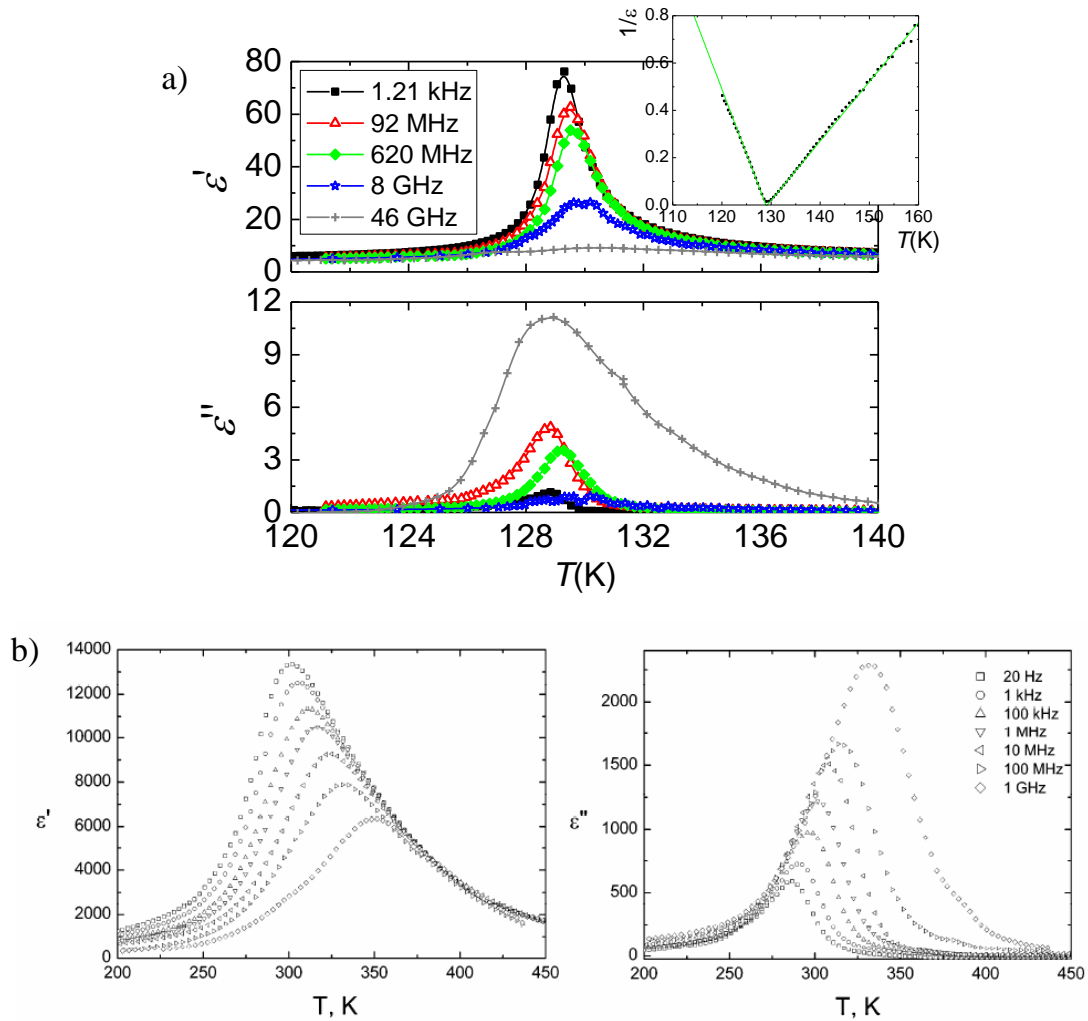 a)
80
60
40
20
0
ε'
1.21 kHz
92 MHz
620 MHz
8 GHz
46 GHz
1/ε
0.8
0.6
0.4
0.2
0.0
110 120 130 140 150 160
T(K)
12
9
6
3
0
ε''
120 124 128 132 136 140
T(K)
b)
14000
12000
10000
8000
6000
4000
2000
0
ε'
200 250 300 350 400 450
T, K
2000
1500
1000
500
0
ε"
20 Hz
1 kHz
100 kHz
1 MHz
10 MHz
100 MHz
1 GHz
200 250 300 350 400 450
T, K